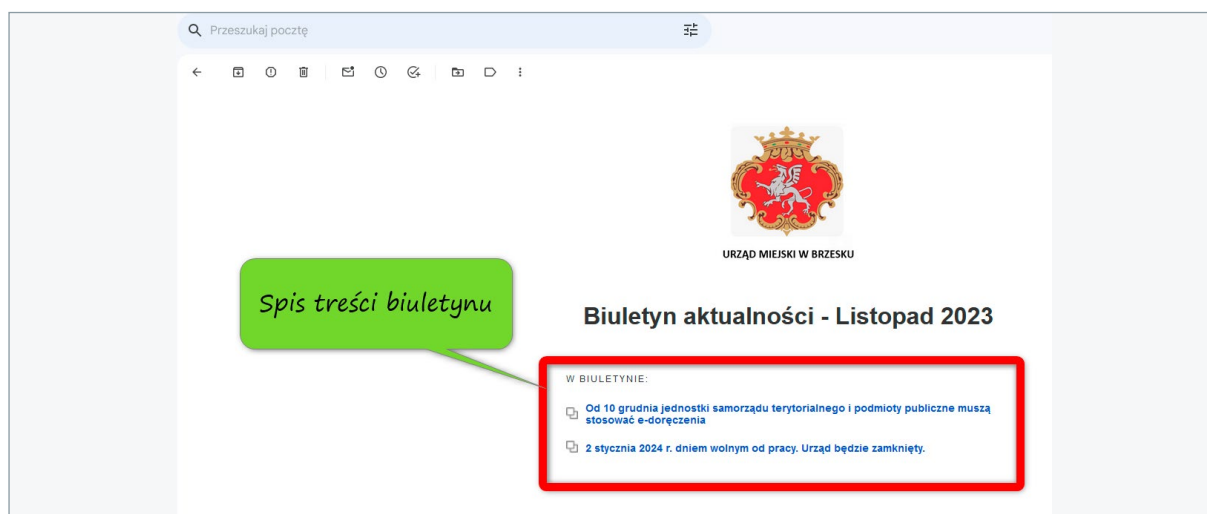 Przeszukaj pocztę
URZĄD MIEJSKI W BRZESKU
Spis treści biuletynu
Biuletyn aktualności - Listopad 2023
W BIULETYNIE:
Od 10 grudnia jednostki samorządu terytorialnego i podmioty publiczne muszą
stosować e-doręczenia
2 stycznia 2024 r. dniem wolnym od pracy. Urząd będzie zamknięty.